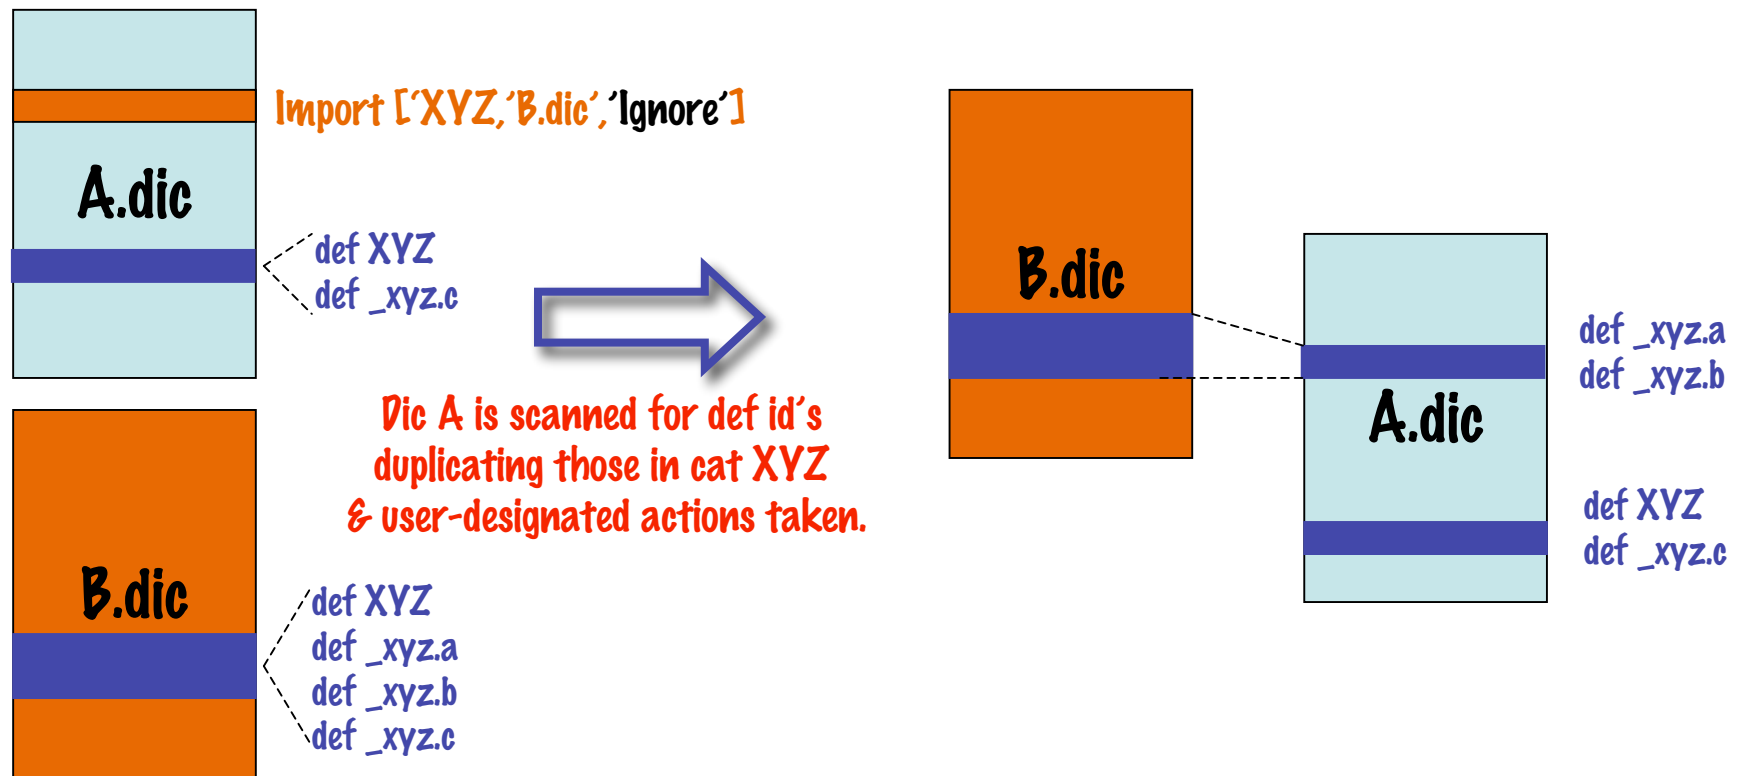 Import [‘XYZ,’B.dic’,’Ignore’]
A.dic
def XYZ
def _xyz.c
Dic A is scanned for def id’s
duplicating those in cat XYZ
& user-designated actions taken.
B.dic
def XYZ
def _xyz.a
def _xyz.b
def _xyz.c
B.dic
def _xyz.a
def _xyz.b
A.dic
def XYZ
def _xyz.c